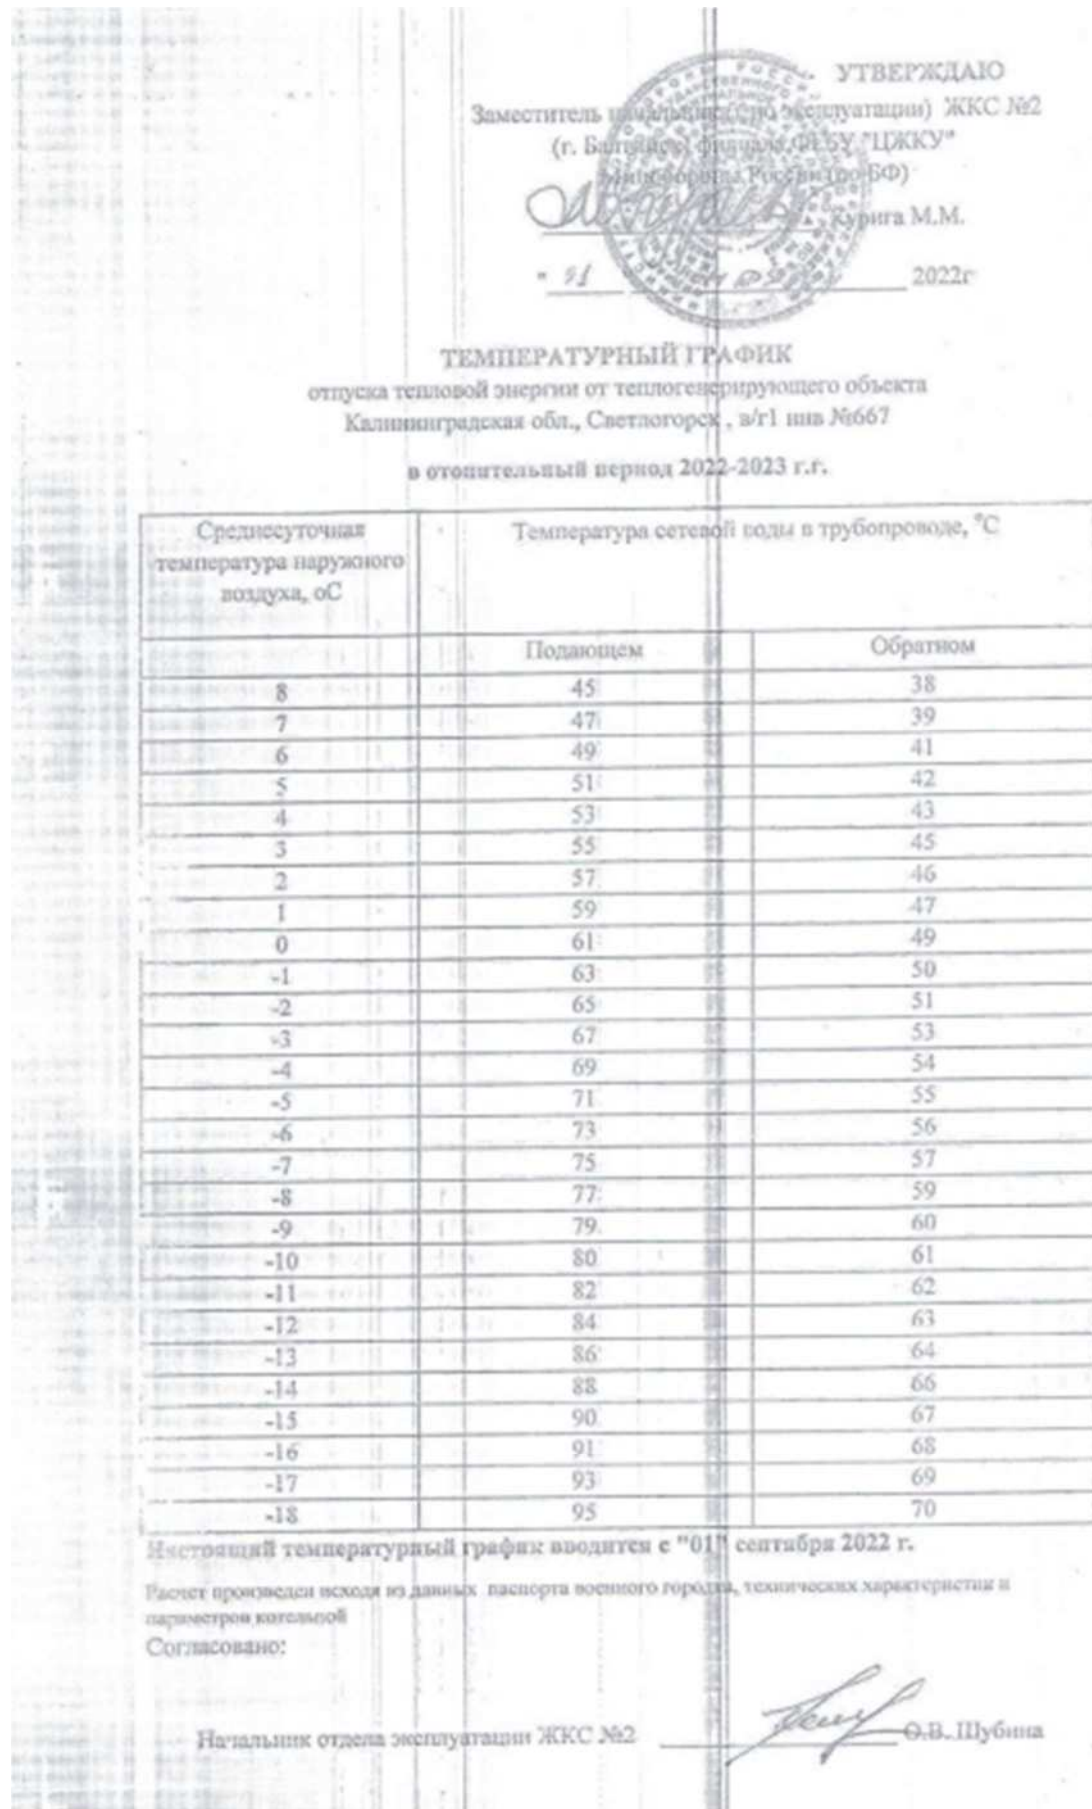 УТВЕРЖДАЮ
Заместитель начальника (по эксплуатации) ЖКС №2
(г. Балтийск) филиала ФГБУ "ЦЖКУ"
Минобороны России (по БФ)
Курига М.М.
2022г
ТЕМПЕРАТУРНЫЙ ГРАФИК
отпуска тепловой энергии от теплогенерирующего объекта
Калининградская обл., Светлогорск , в/г1 инв №667
в отопительный период 2022-2023 г.г.
Среднесуточная температура наружного воздуха, оС Температура сетевой воды в трубопроводе, °С
Подающем Обратном
8 45 38
7 47 39
6 49 41
5 51 42
4 53 43
3 55 45
2 57 46
1 59 47
0 61 49
-1 63 50
-2 65 51
-3 67 53
-4 69 54
-5 71 55
-6 73 56
-7 75 57
-8 77 59
-9 79 60
-10 80 61
-11 82 62
-12 84 63
-13 86 64
-14 88 66
-15 90 67
-16 91 68
-17 93 69
-18 95 70
Настоящий температурный график вводится с "01" сентября 2022 г.
Расчет произведен исходя из данных паспорта военного городка, технических характеристик и
параметров котельной
Согласовано:
Начальник отдела эксплуатации ЖКС №2 О.В. Шубина